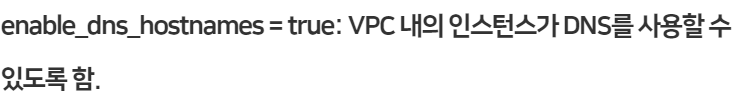 enable_dns_hostnames = true: VPC 내의 인스턴스가 DNS를 사용할 수
있도록 함.